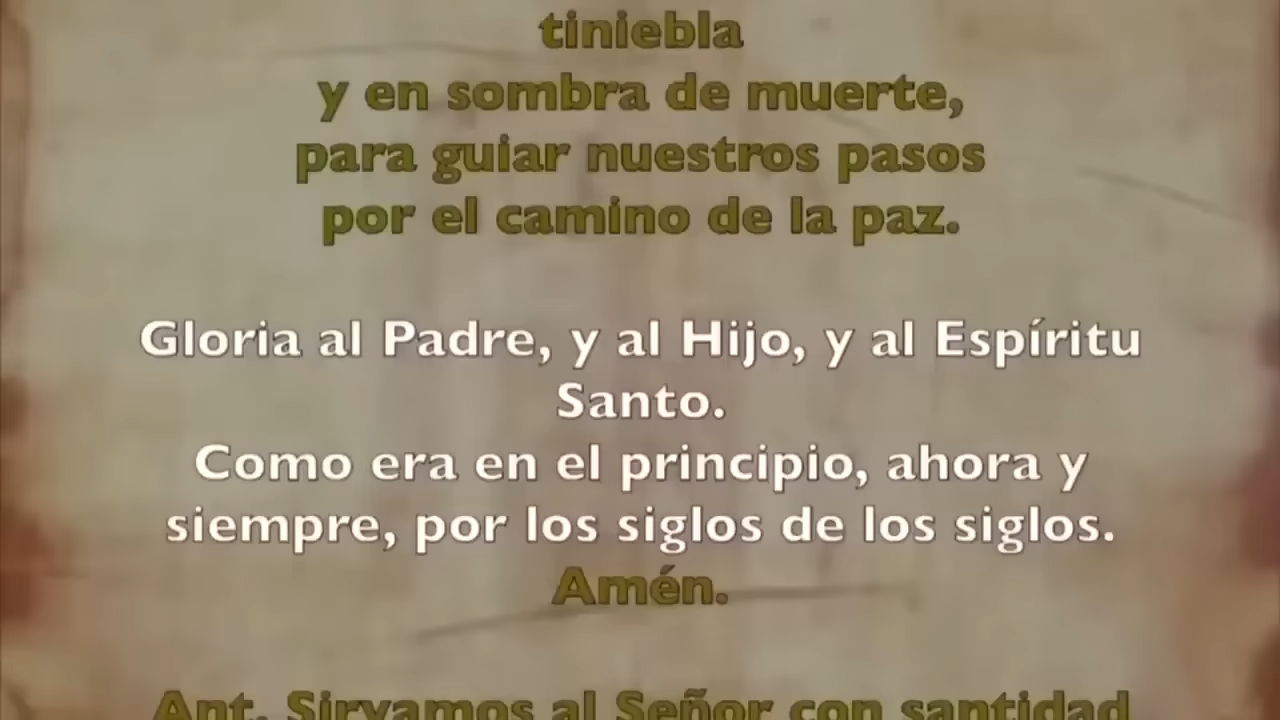 tiniebla
y en sombra de muerte,
para guiar nuestros pasos
por el camino de la paz.
Gloria al Padre, y al Hijo, y al Espíritu
Santo.
Como era en el principio, ahora y
siempre, por los siglos de los siglos.
Amén.
Ant. Sirvamos al Señor con santidad